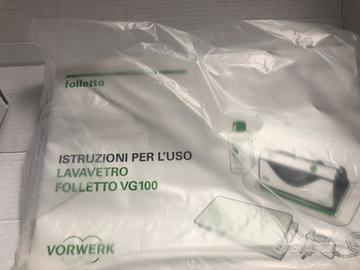 folletto
ISTRUZIONI PER L'USO
LAVAVETRO
FOLLETTO VG100
VORWERK